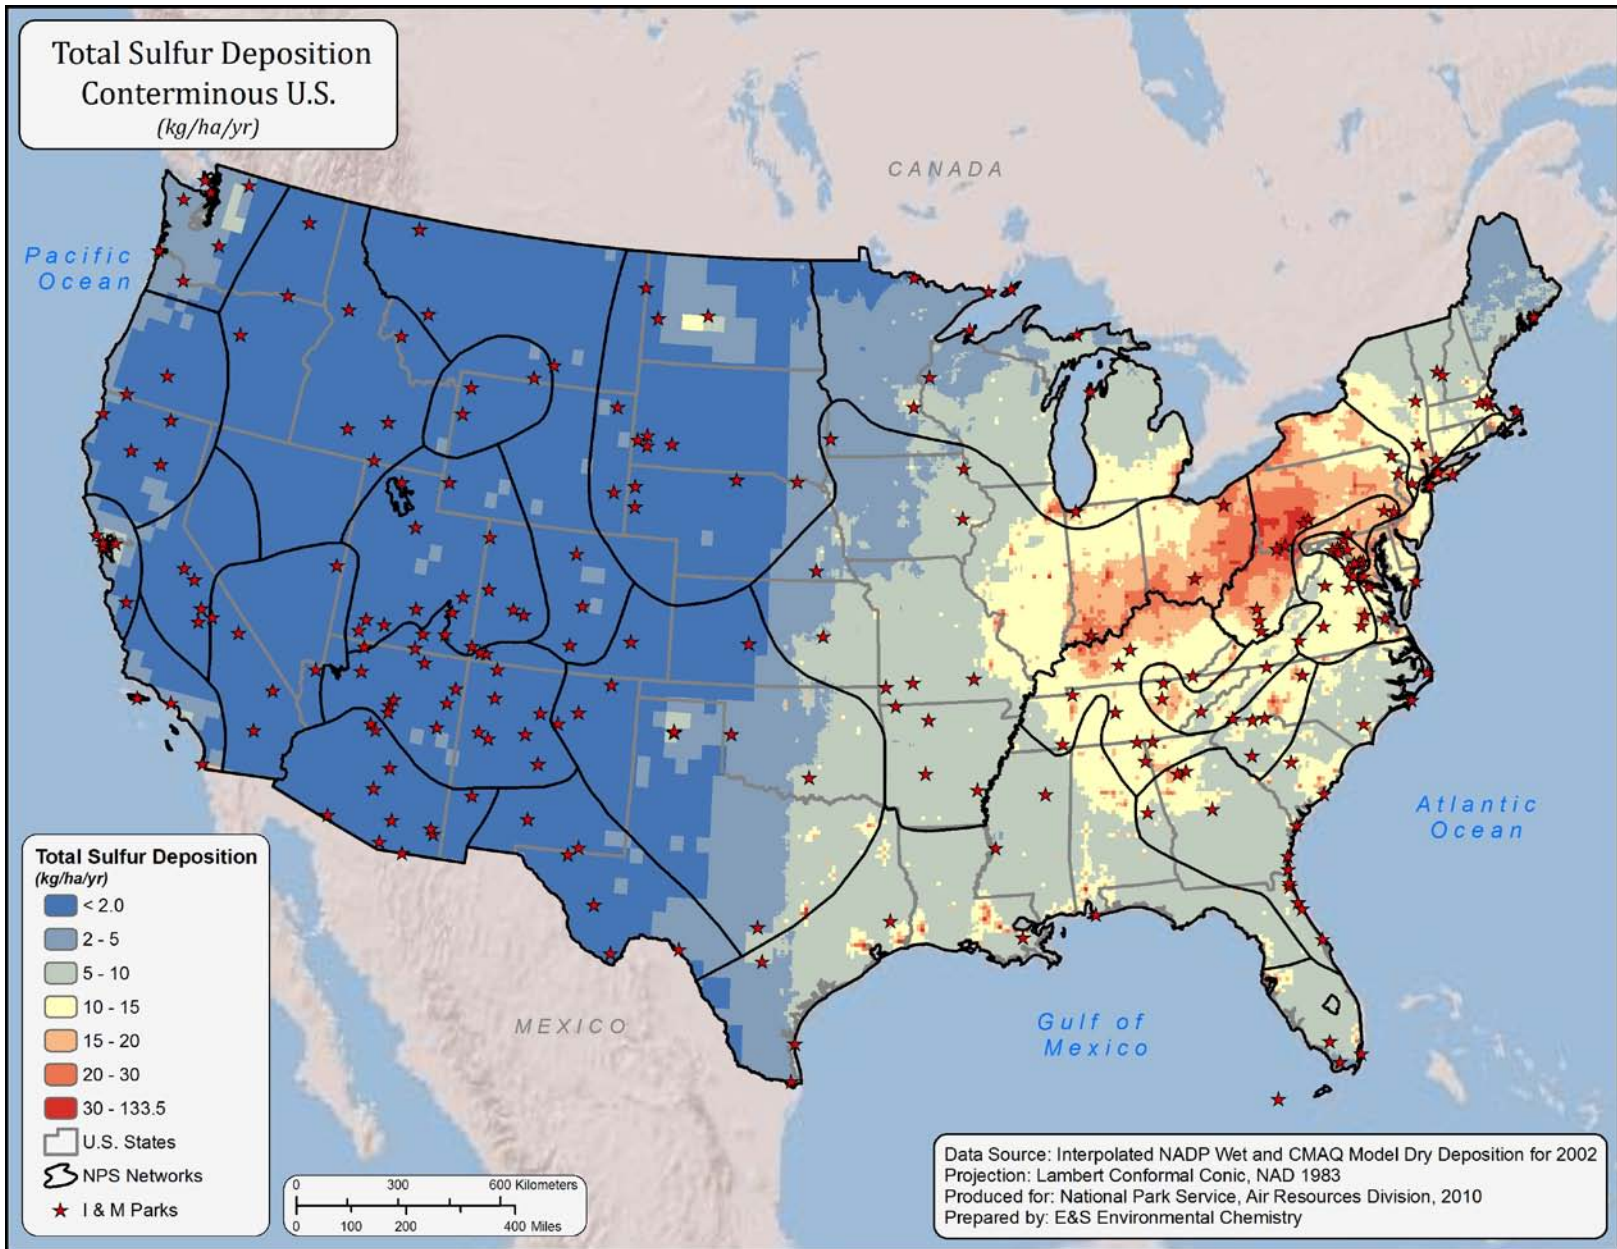 Total Sulfur Deposition
Conterminous U.S.
(kg/ha/yr)
CANADA
Pacific
Ocean
Atlantic
Ocean
Gulf of
Mexico
MEXICO
Total Sulfur Deposition
(kg/ha/yr)
< 2.0
2 - 5
5 - 10
10 - 15
15 - 20
20 - 30
30 - 133.5
U.S. States
NPS Networks
I & M Parks
0 300 600 Kilometers
0 100 200 400 Miles
Data Source: Interpolated NADP Wet and CMAQ Model Dry Deposition for 2002
Projection: Lambert Conformal Conic, NAD 1983
Produced for: National Park Service, Air Resources Division, 2010
Prepared by: E&S Environmental Chemistry